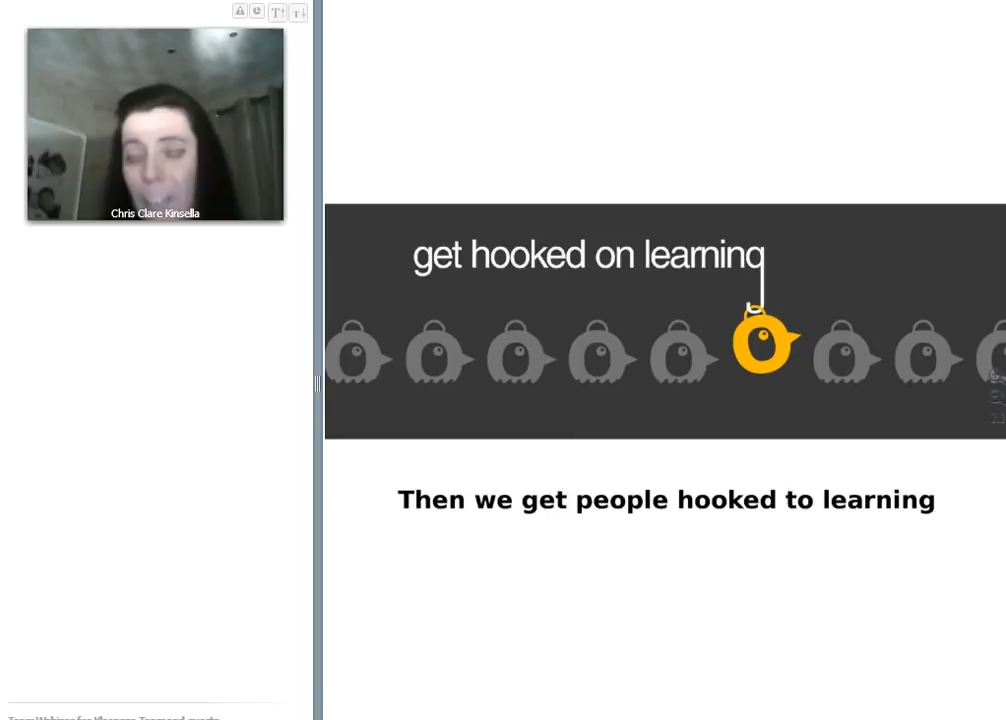 T↑ T↓
Chris Clare Kinsella
get hooked on learning
Then we get people hooked to learning